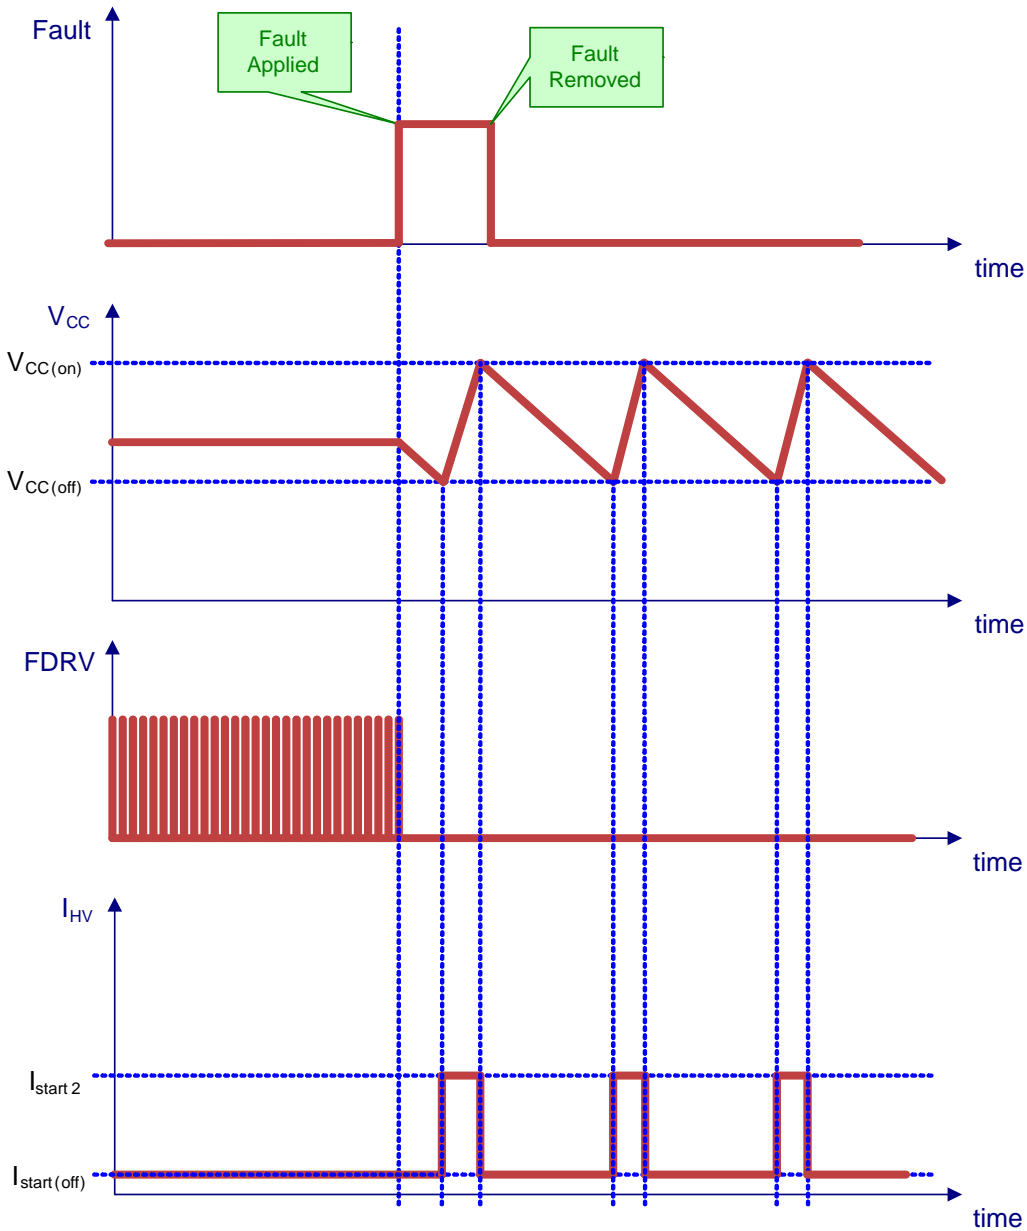 Fault
Fault
Applied
Fault
Removed
time
VCC
VCC(on)
VCC(off)
time
FDRV
time
IHV
Istart 2
Istart(off)
time